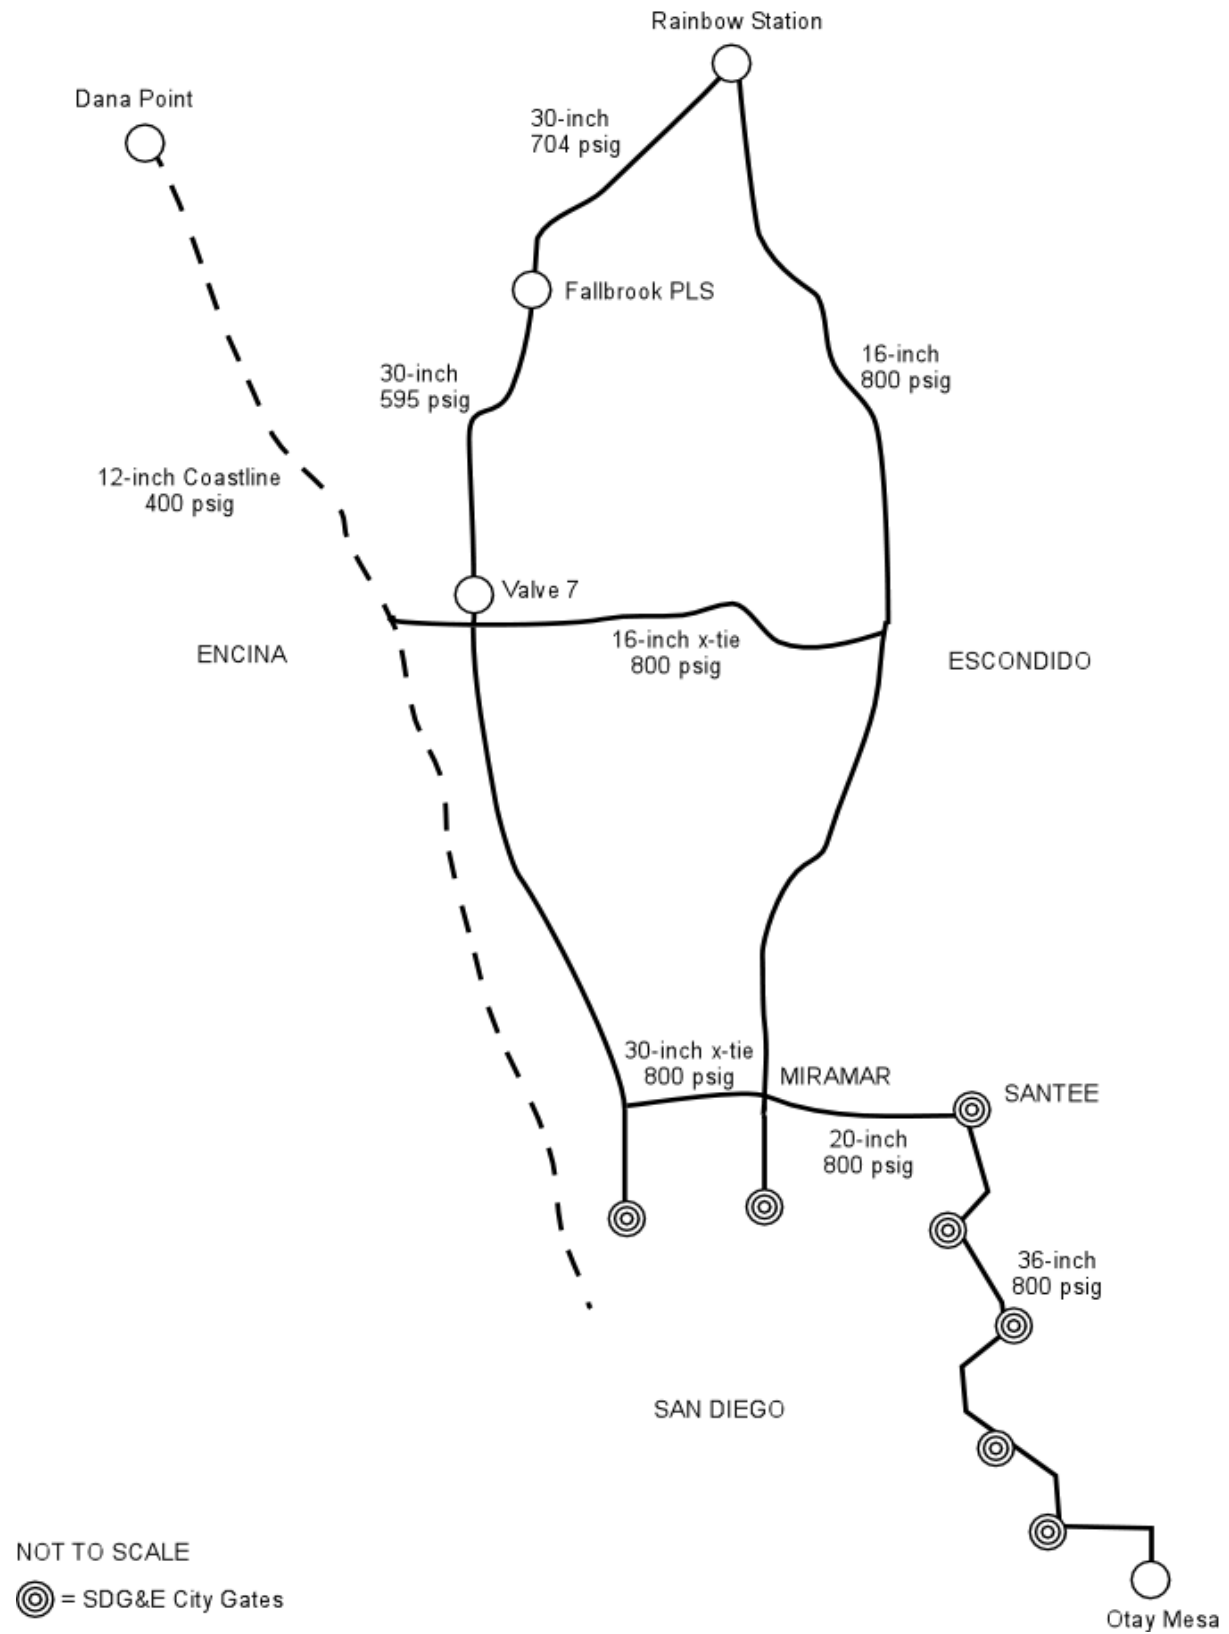 Rainbow Station
Dana Point
30-inch
704 psig
Fallbrook PLS
16-inch
800 psig
30-inch
595 psig
12-inch Coastline
400 psig
Valve 7
16-inch x-tie
800 psig
ENCINA
ESCONDIDO
30-inch x-tie
800 psig
MIRAMAR
SANTEE
20-inch
800 psig
36-inch
800 psig
SAN DIEGO
NOT TO SCALE
= SDG&E City Gates
Otay Mesa